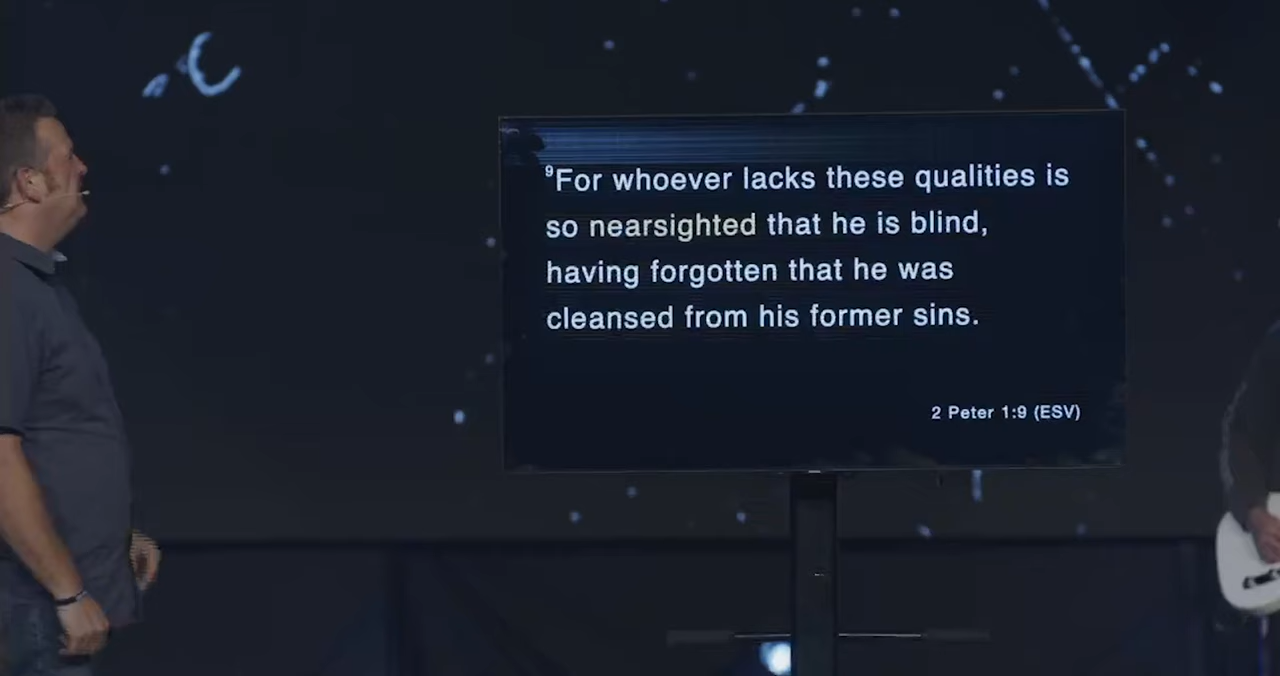 ⁹For whoever lacks these qualities is
so nearsighted that he is blind,
having forgotten that he was
cleansed from his former sins.
2 Peter 1:9 (ESV)